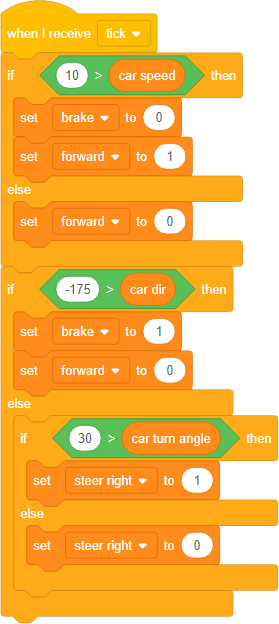 when I receive tick
if 10 > car speed then
set brake to 0
set forward to 1
else
set forward to 0
if -175 > car dir then
set brake to 1
set forward to 0
else
if 30 > car turn angle then
set steer right to 1
else
set steer right to 0